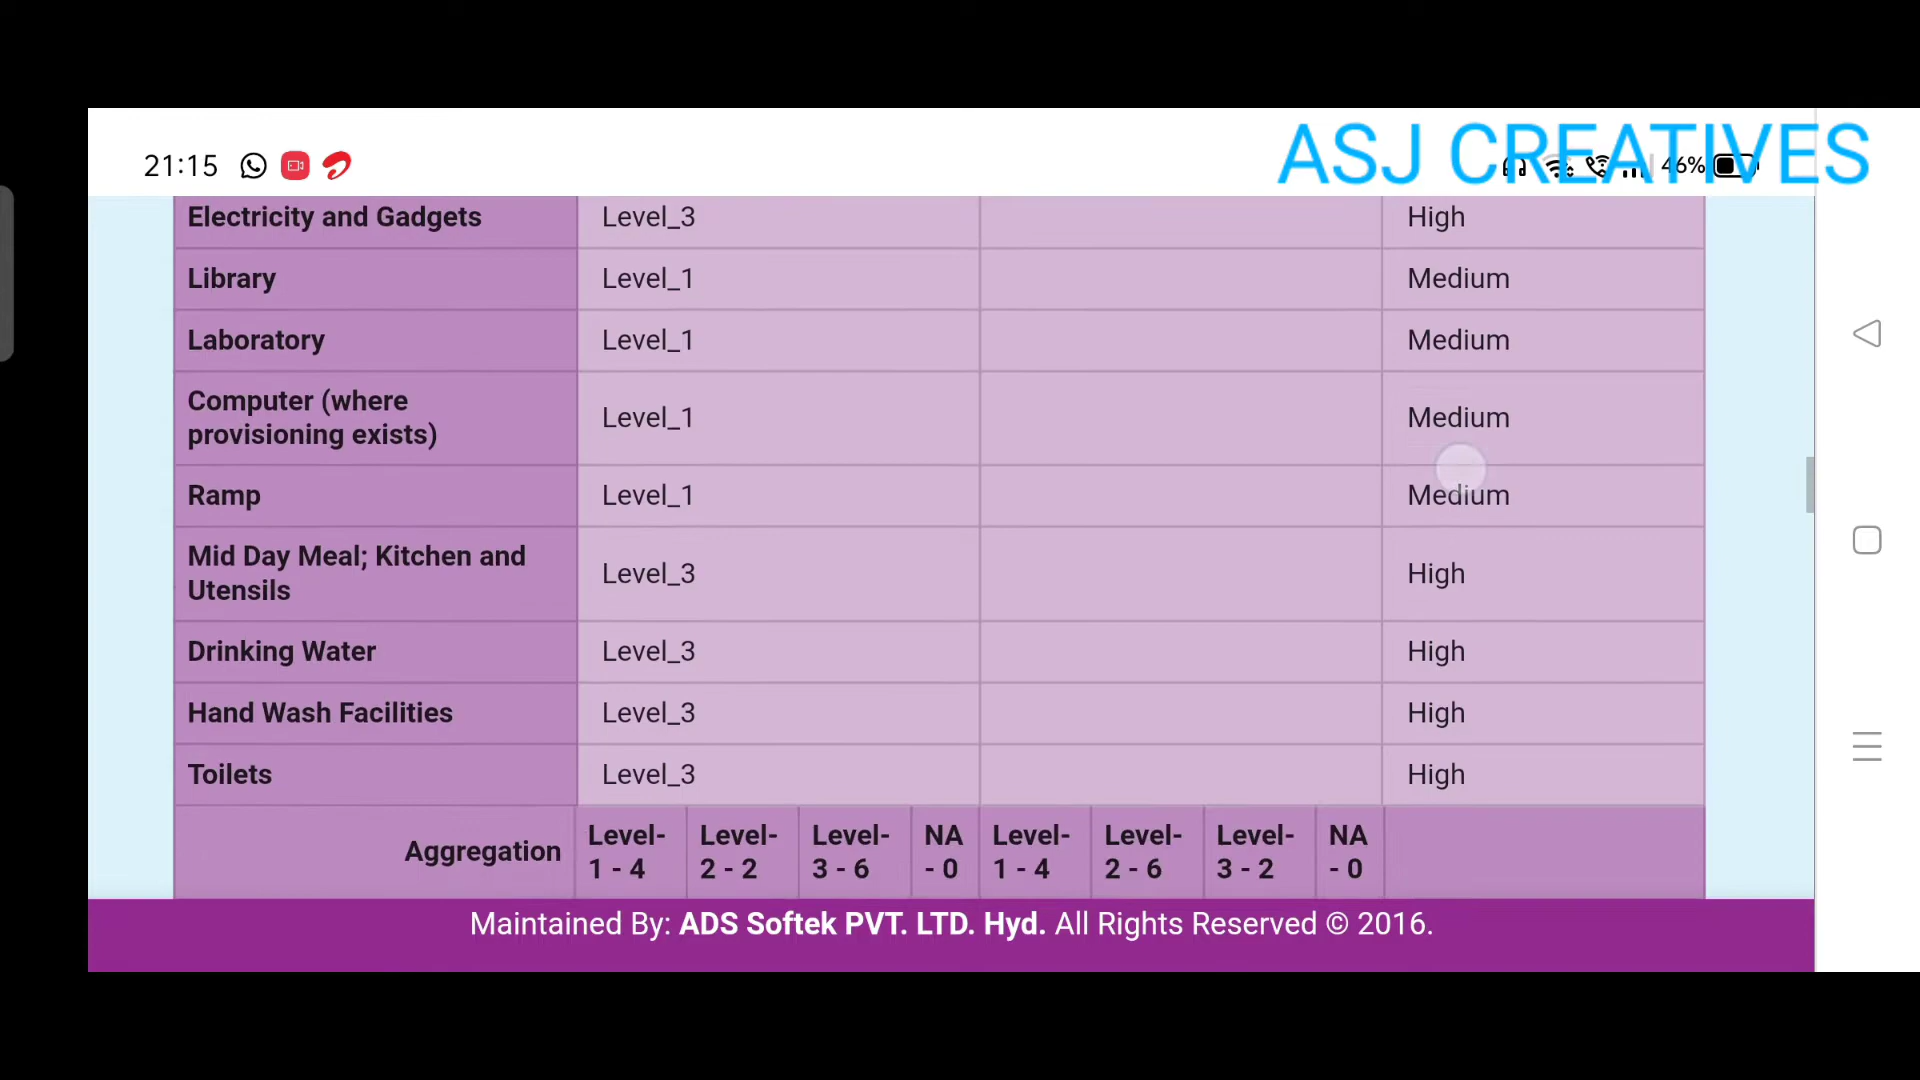 21:15
46%
ASJ CREATIVES
Electricity and Gadgets Level_3 High
Library Level_1 Medium
Laboratory Level_1 Medium
Computer (where
provisioning exists) Level_1 Medium
Ramp Level_1 Medium
Mid Day Meal; Kitchen and
Utensils Level_3 High
Drinking Water Level_3 High
Hand Wash Facilities Level_3 High
Toilets Level_3 High
Aggregation
Level- Level- Level- NA Level- Level- Level- NA
1 - 4 2 - 2 3 - 6 - 0 1 - 4 2 - 6 3 - 2 - 0
Maintained By: ADS Softek PVT. LTD. Hyd. All Rights Reserved © 2016.